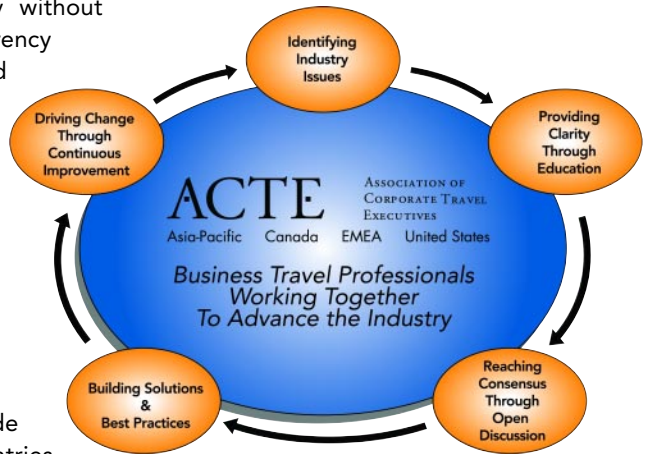 without
Identifying
Industry
Issues
Providing
Clarity
Through
Education
Reaching
Consensus
Through
Open
Discussion
Building Solutions
&
Best Practices
Driving Change
Through
Continuous
Improvement
ACTE
ASSOCIATION OF
CORPORATE TRAVEL
EXECUTIVES
Asia-Pacific Canada EMEA United States
Business Travel Professionals
Working Together
To Advance the Industry